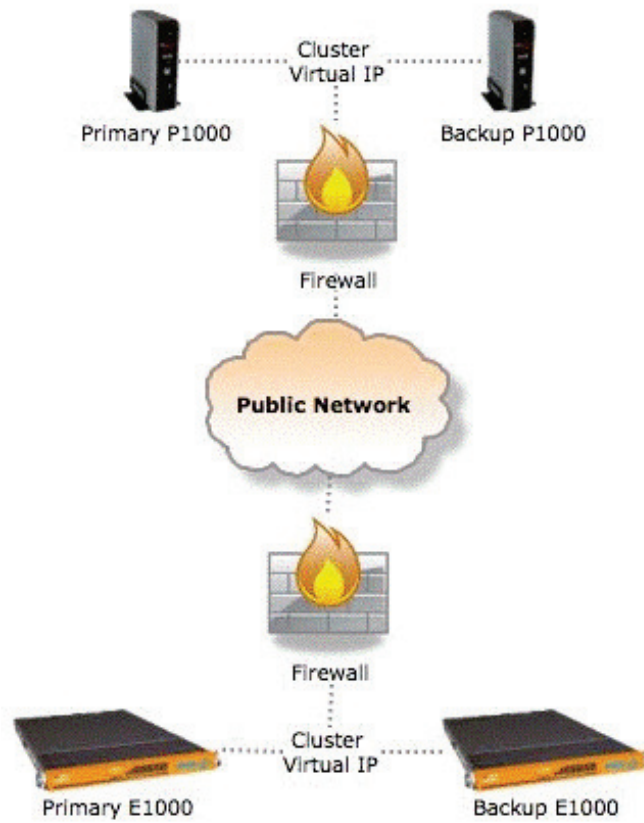 Cluster
Virtual IP
Primary P1000
Backup P1000
Firewall
Public Network
Firewall
Cluster
Virtual IP
Primary E1000
Backup E1000